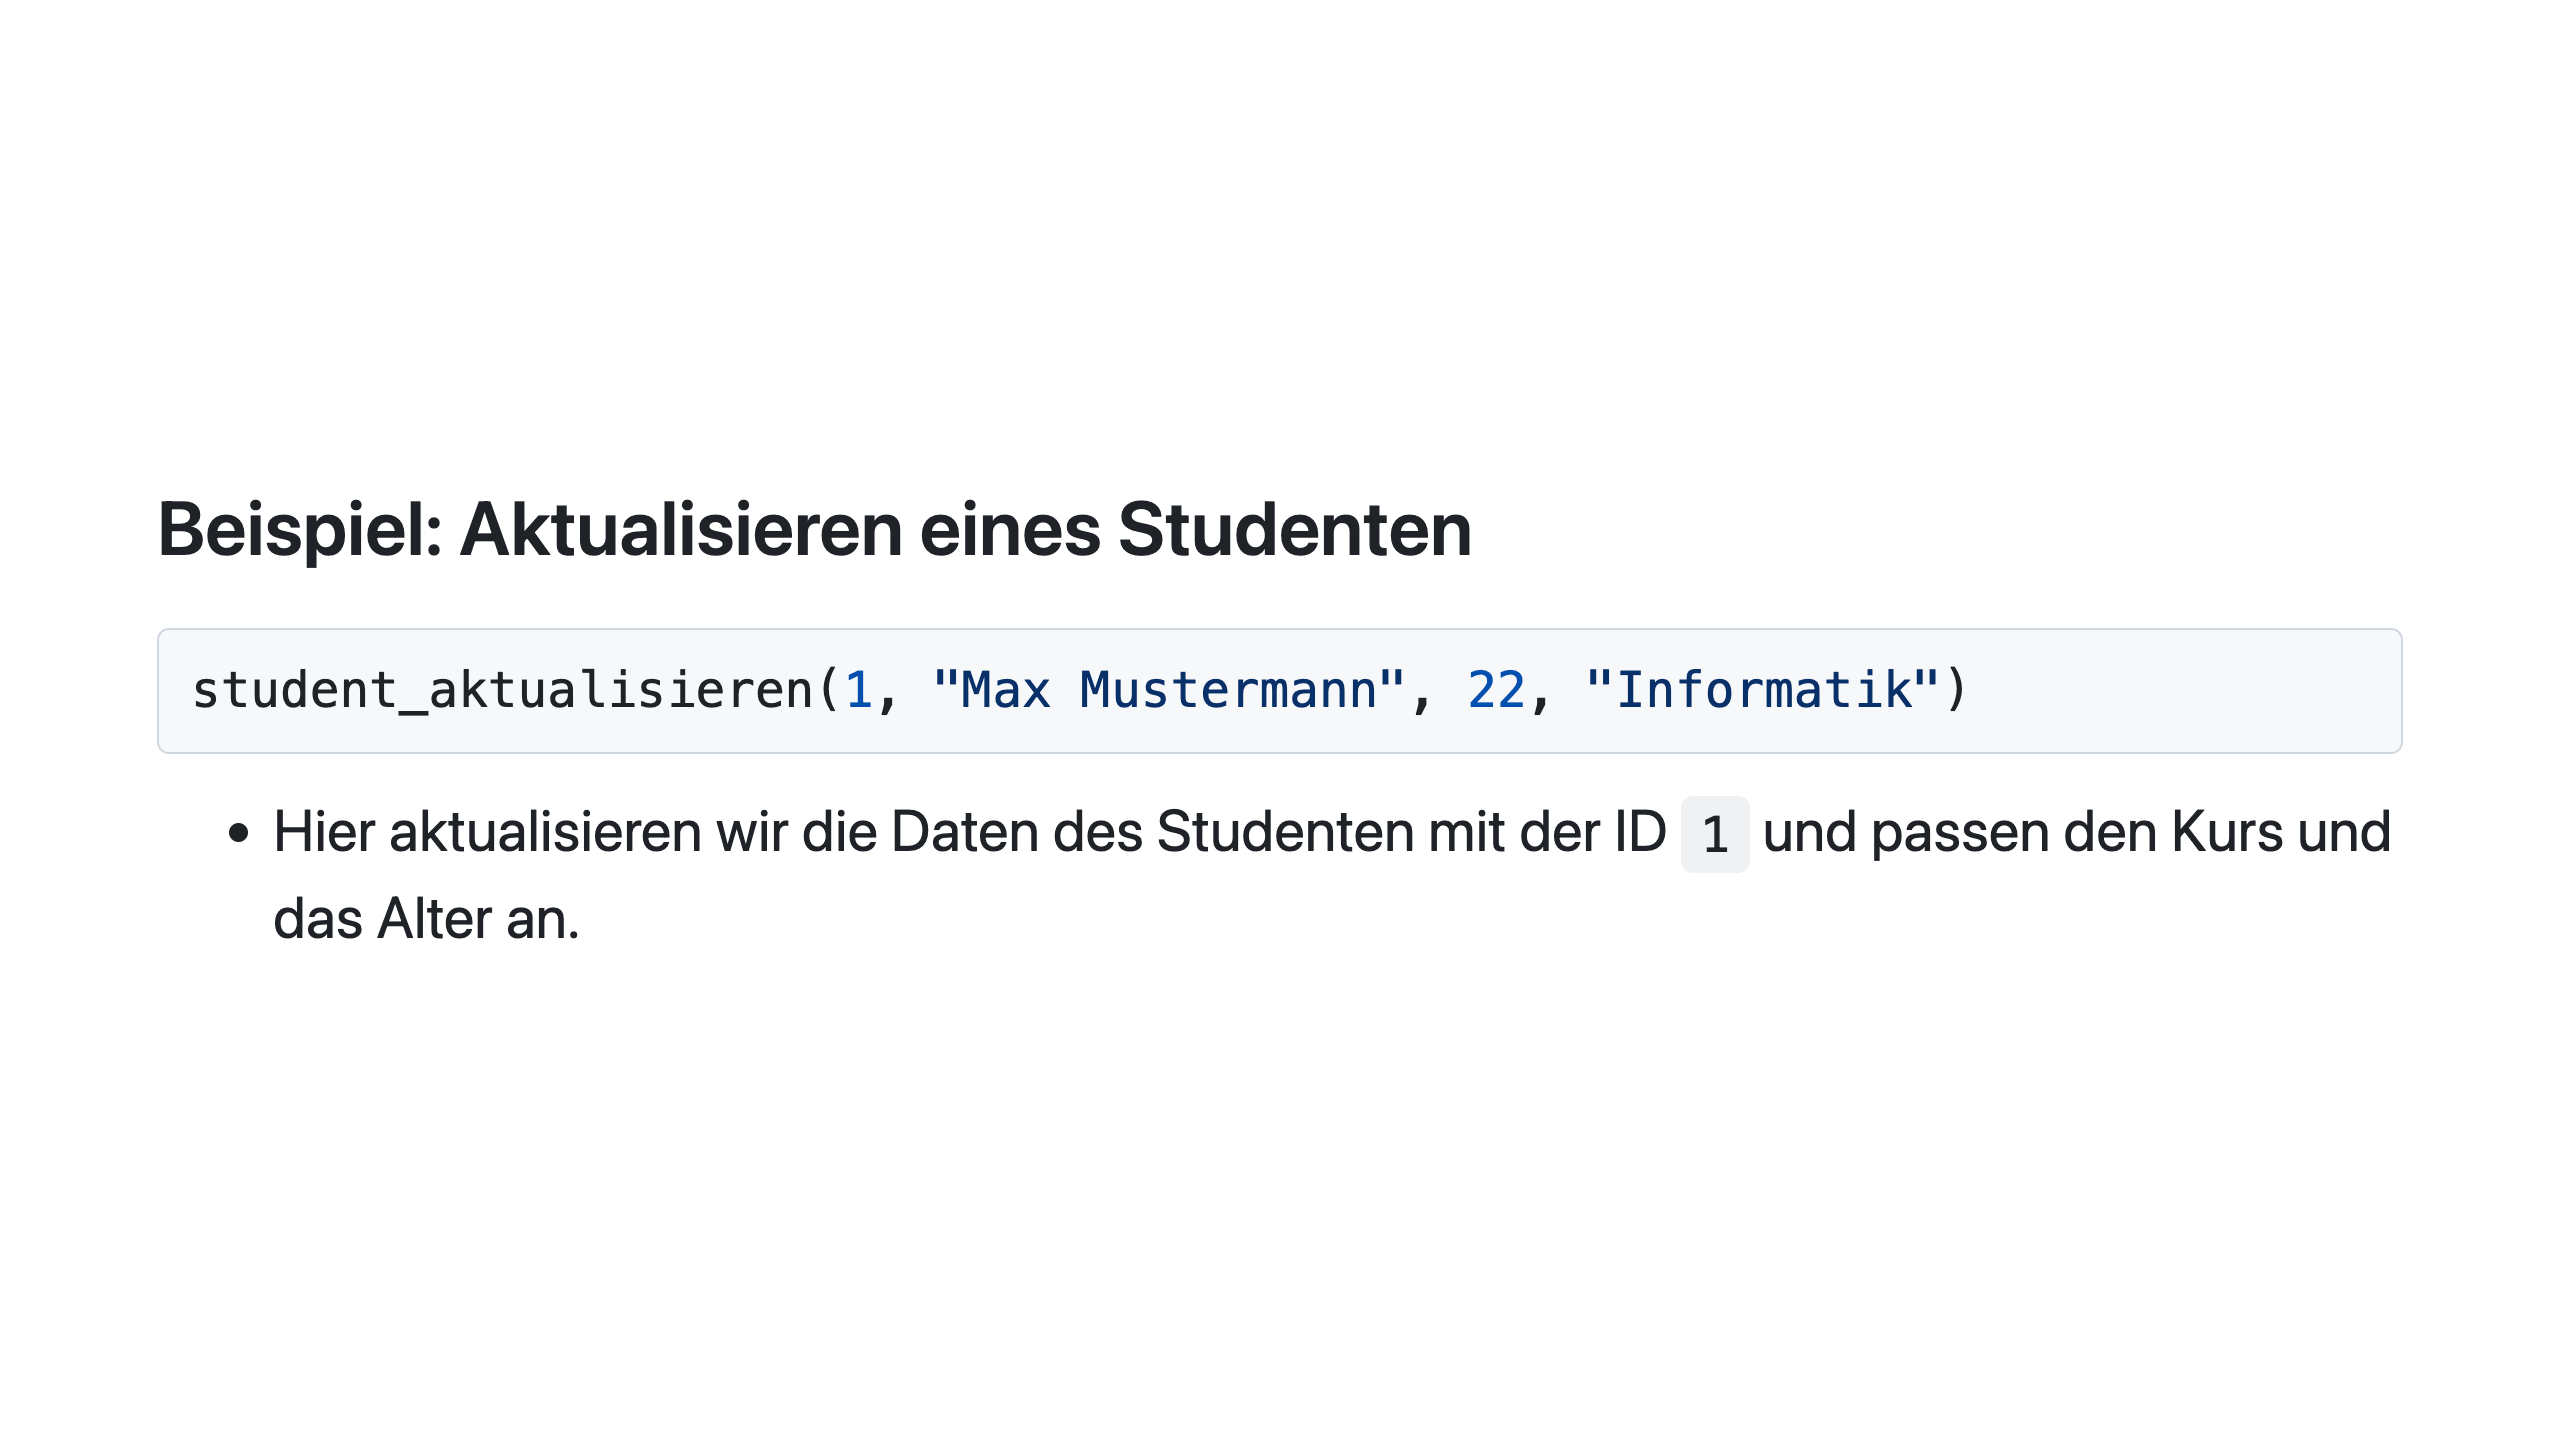 Beispiel: Aktualisieren eines Studenten
student_aktualisieren(1, "Max Mustermann", 22, "Informatik")
• Hier aktualisieren wir die Daten des Studenten mit der ID 1 und passen den Kurs und
das Alter an.